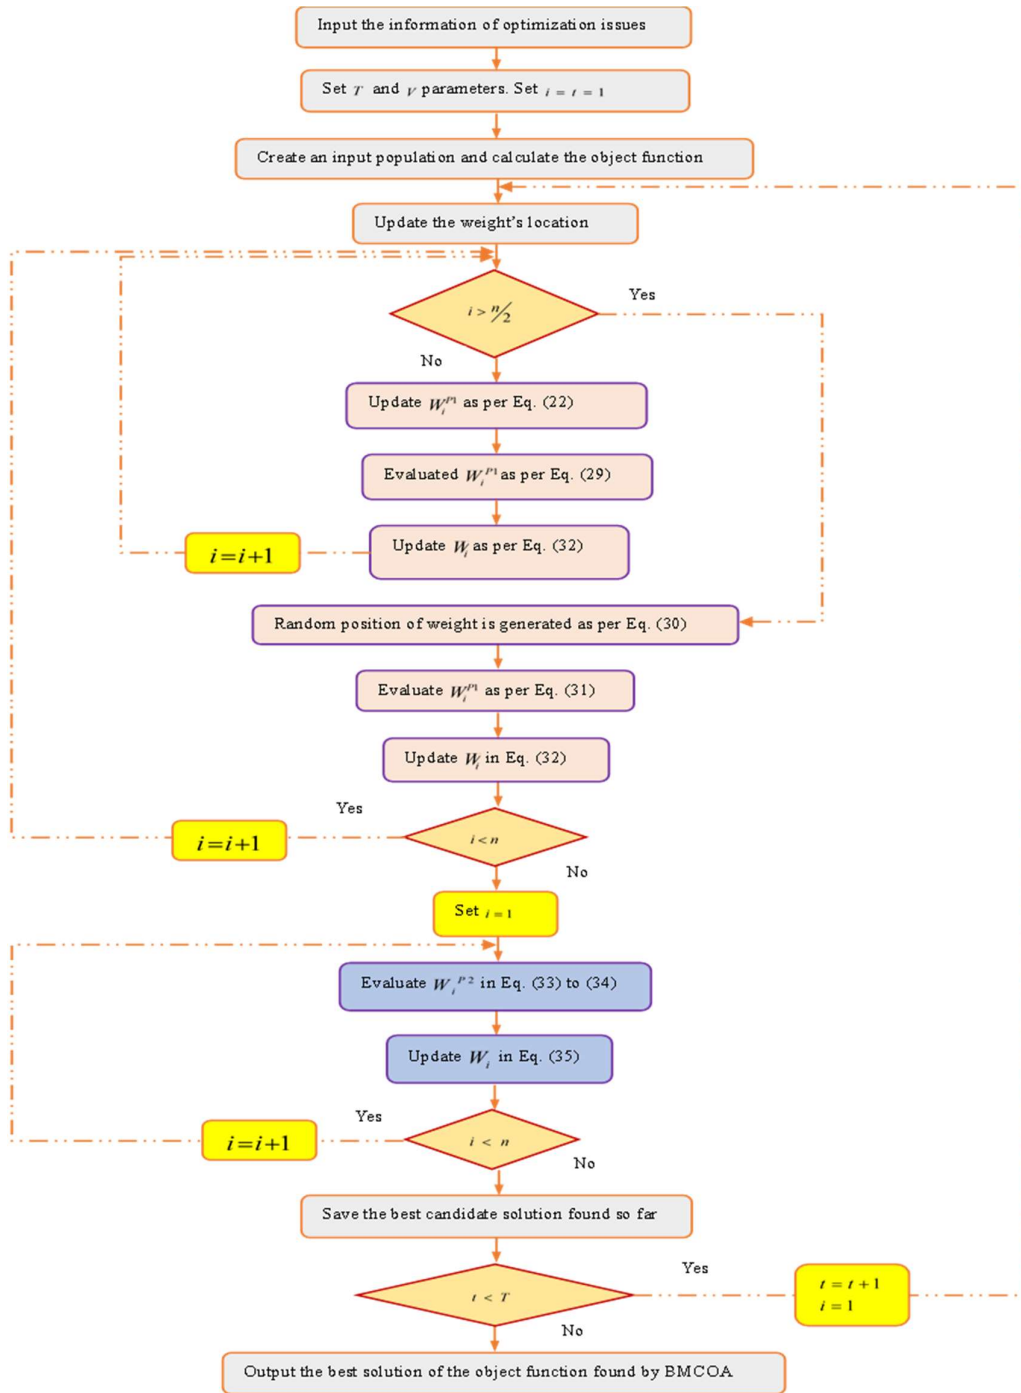 Input the information of optimization issues
Set T and V parameters. Set i = t = 1
Create an input population and calculate the object function
Update the weight's location
i > n/2
Yes
No
Update W_i^{P1} as per Eq. (22)
Evaluated W_i^{P1} as per Eq. (29)
Update W_i as per Eq. (32)
i=i+1
Random position of weight is generated as per Eq. (30)
Evaluate W_i^{P1} as per Eq. (31)
Update W_i in Eq. (32)
Yes
i < n
i=i+1
No
Set i = 1
Evaluate W_i^{P2} in Eq. (33) to (34)
Update W_i in Eq. (35)
Yes
i < n
i=i+1
No
Save the best candidate solution found so far
Yes
t < T
t = t + 1
i = 1
No
Output the best solution of the object function found by BMCOA